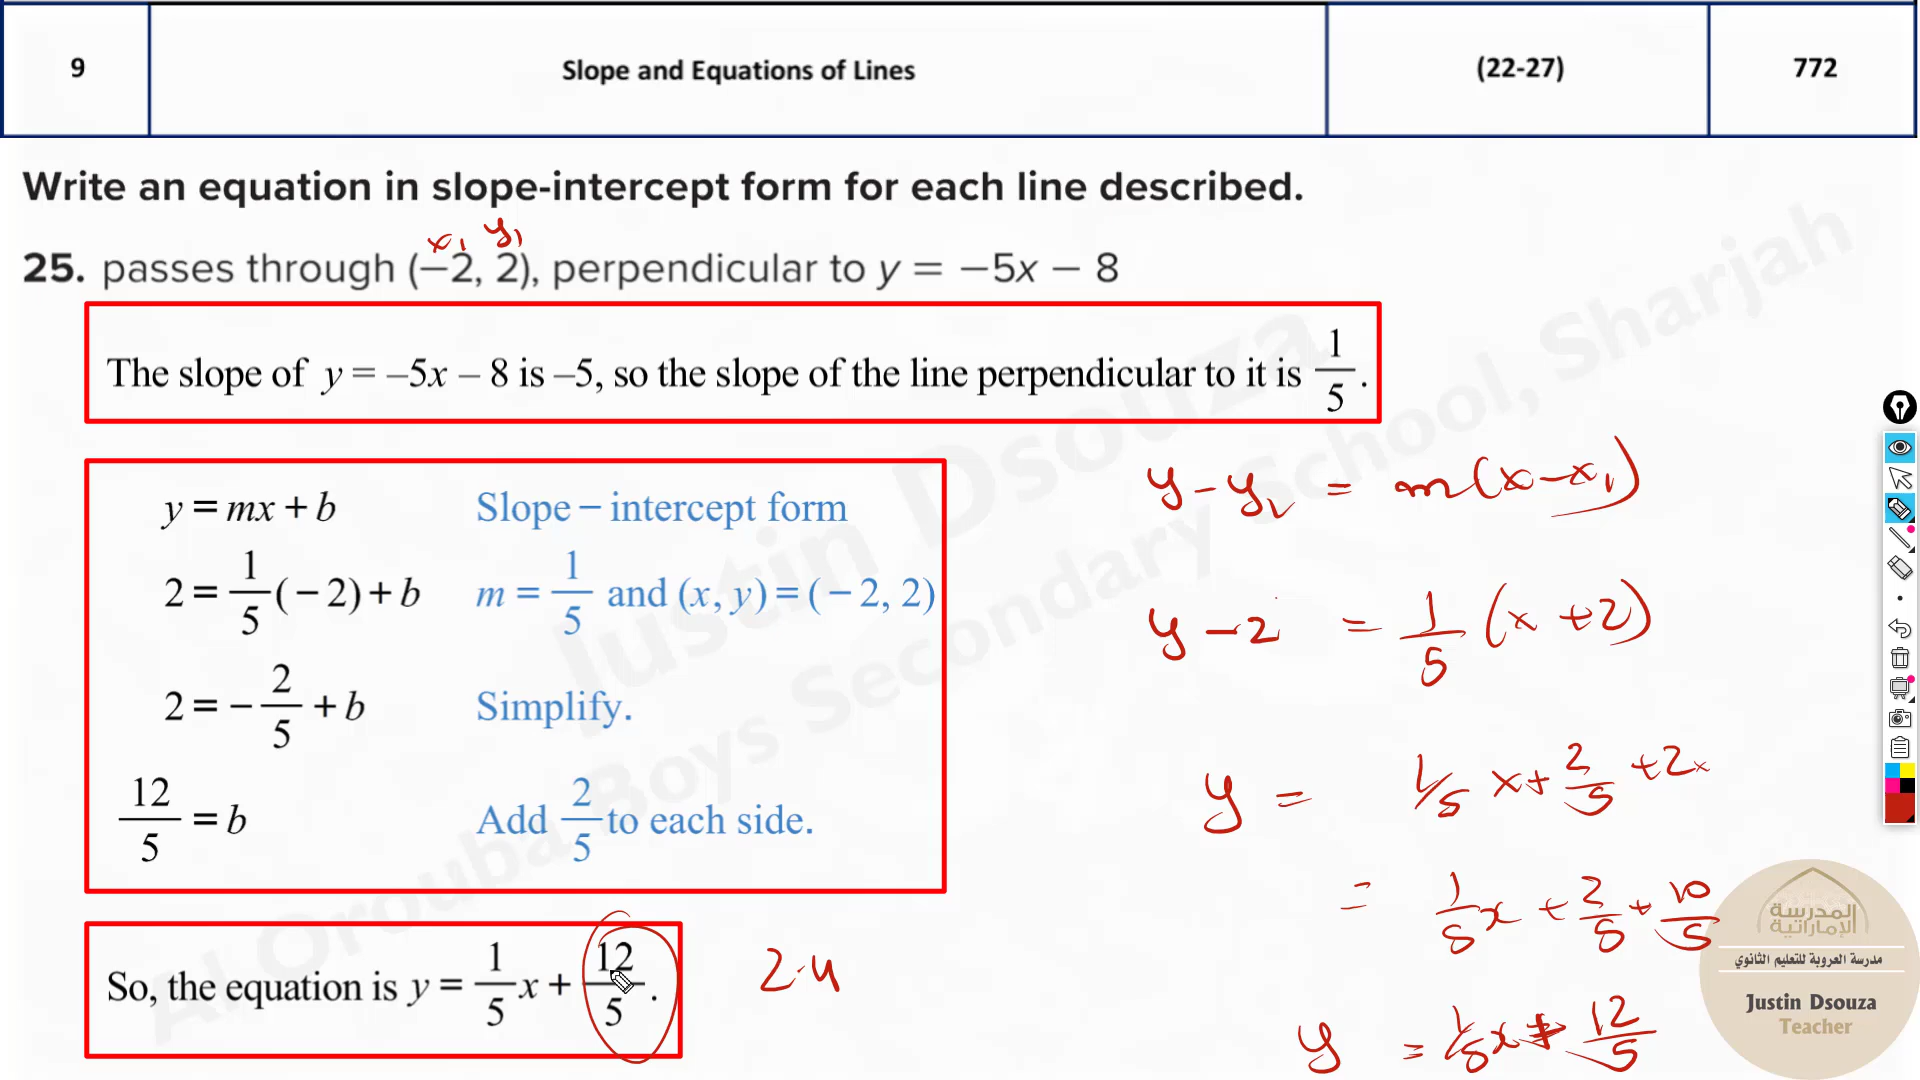 9 Slope and Equations of Lines (22-27) 772
Write an equation in slope-intercept form for each line described.
x₁ y₁
25. passes through (−2, 2), perpendicular to y = −5x − 8
The slope of y = –5x – 8 is –5, so the slope of the line perpendicular to it is 1/5.
y = mx + b Slope – intercept form
2 = 1/5(– 2) + b m = 1/5 and (x, y) = (– 2, 2)
2 = – 2/5 + b Simplify.
12/5 = b Add 2/5 to each side.
So, the equation is y = 1/5 x + 12/5.
2.4
y - y₁ = m(x - x₁)
y - 2 = 1/5 (x + 2)
y = 1/5 x + 2/5 + 2
= 1/5 x + 2/5 + 10/5
y = 1/5 x + 12/5
Justin Dsouza
Al Orouba Boys Secondary School, Sharjah
المدرسة
الإماراتية
مدرسة العروبة للتعليم الثانوي
Justin Dsouza
Teacher